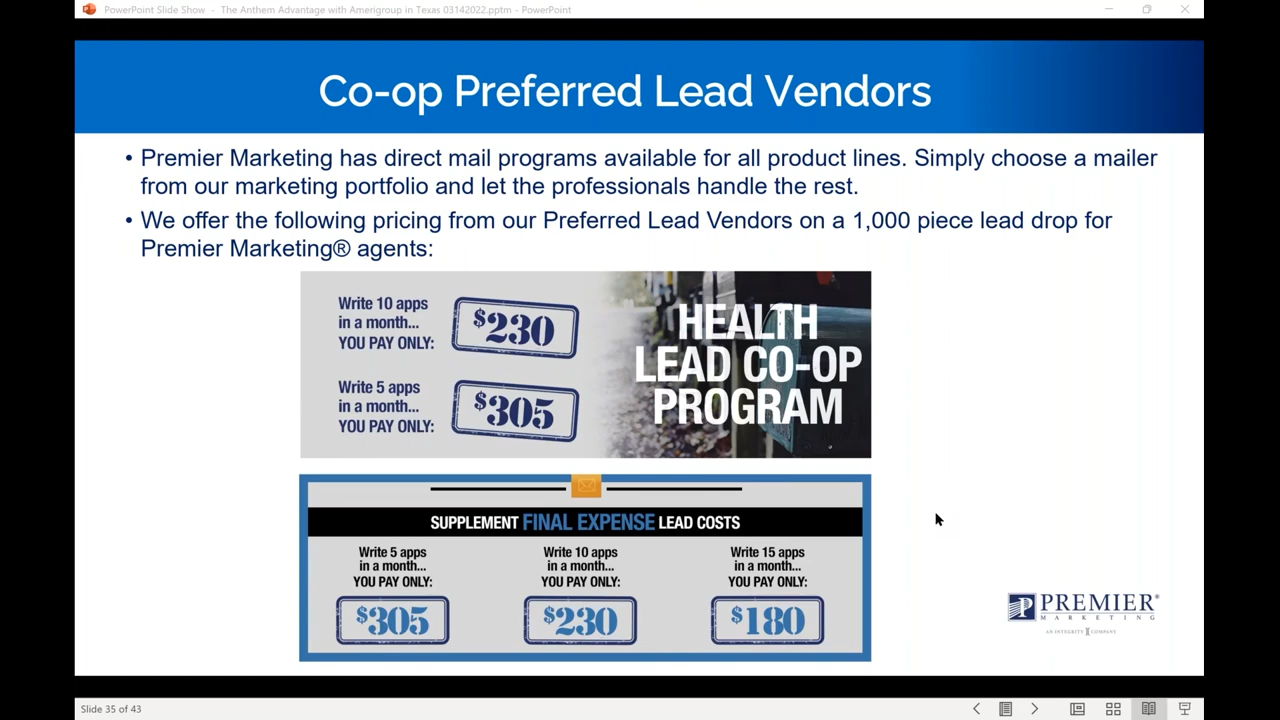 PowerPoint Slide Show - The Anthem Advantage with Amerigroup in Texas 03142022.pptm - PowerPoint
Co-op Preferred Lead Vendors
• Premier Marketing has direct mail programs available for all product lines. Simply choose a mailer
from our marketing portfolio and let the professionals handle the rest.
• We offer the following pricing from our Preferred Lead Vendors on a 1,000 piece lead drop for
Premier Marketing® agents:
Write 10 apps
in a month...
YOU PAY ONLY:
$230
Write 5 apps
in a month...
YOU PAY ONLY:
$305
HEALTH
LEAD CO-OP
PROGRAM
SUPPLEMENT FINAL EXPENSE LEAD COSTS
Write 5 apps
in a month...
YOU PAY ONLY:
$305
Write 10 apps
in a month...
YOU PAY ONLY:
$230
Write 15 apps
in a month...
YOU PAY ONLY:
$180
PREMIER®
MARKETING
AN INTEGRITY COMPANY
Slide 35 of 43